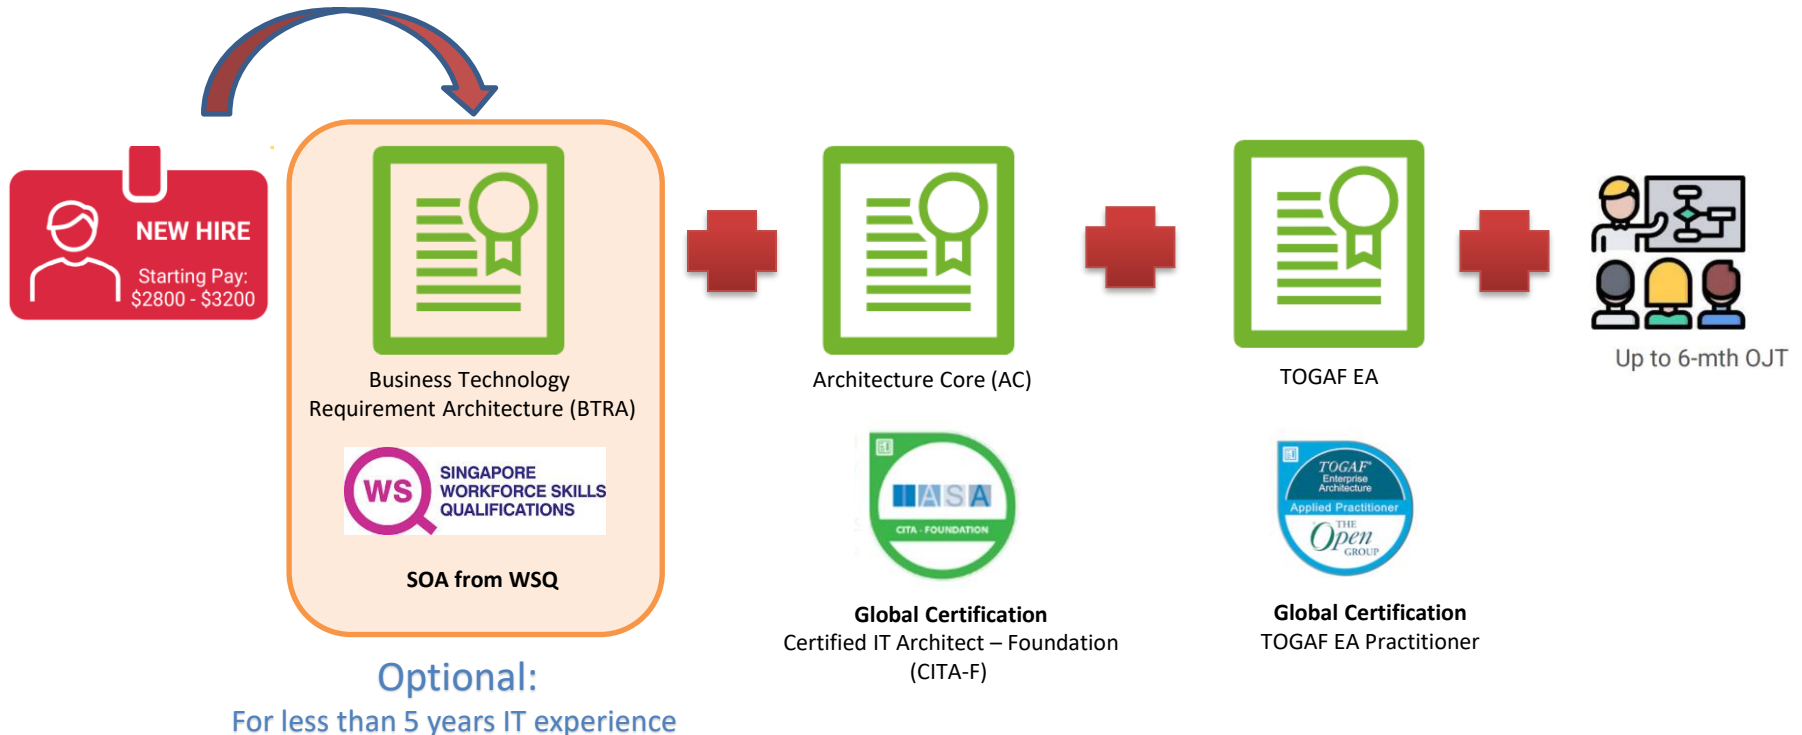 NEW HIRE
Starting Pay:
$2800 - $3200
Business Technology
Requirement Architecture (BTRA)
WS
SINGAPORE
WORKFORCE SKILLS
QUALIFICATIONS
SOA from WSQ
Optional:
For less than 5 years IT experience
Architecture Core (AC)
IASA
CITA - FOUNDATION
Global Certification
Certified IT Architect – Foundation
(CITA-F)
TOGAF EA
TOGAF®
Enterprise
Architecture
Applied Practitioner
THE
Open
GROUP
Global Certification
TOGAF EA Practitioner
Up to 6-mth OJT